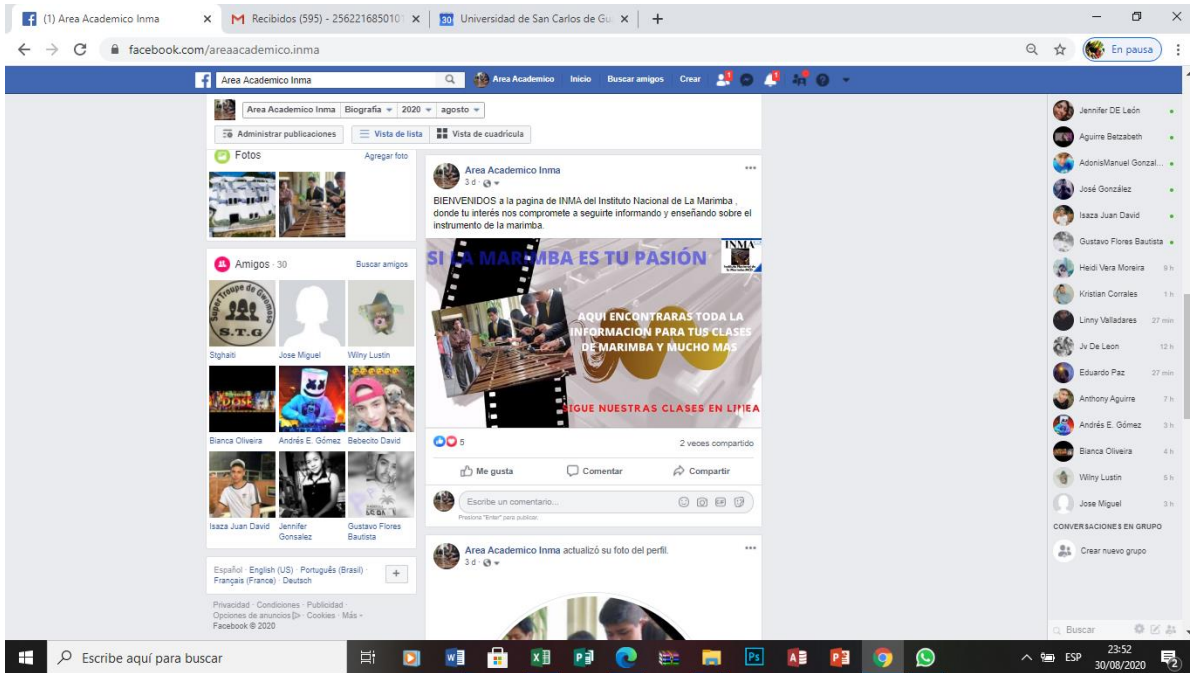 (1) Area Academico Inma
Recibidos (595) - 2562216850101
Universidad de San Carlos de Gu
facebook.com/areaacademico.inma
En pausa
Area Academico Inma
Area Academico
Inicio
Buscar amigos
Crear
Area Academico Inma
Biografía
2020
agosto
Administrar publicaciones
Vista de lista
Vista de cuadrícula
Fotos
Agregar foto
Amigos · 30
Buscar amigos
Super Troupe de
S.T.G
Stghaiti
Jose Miguel
Wilny Lustin
Bianca Oliveira
Andrés E. Gómez
Bebecito David
Isaza Juan David
Jennifer Gonsalez
Gustavo Flores Bautista
Español · English (US) · Português (Brasil) ·
Français (France) · Deutsch
Privacidad · Condiciones · Publicidad ·
Opciones de anuncios · Cookies · Más
Facebook © 2020
Area Academico Inma
3 d
BIENVENIDOS a la pagina de INMA del Instituto Nacional de La Marimba ,
donde tu interés nos compromete a seguirte informando y enseñando sobre el
instrumento de la marimba.
SI LA MARIMBA ES TU PASIÓN
INMA
AQUI ENCONTRARAS TODA LA
INFORMACION PARA TUS CLASES
DE MARIMBA Y MUCHO MAS
SIGUE NUESTRAS CLASES EN LINEA
5
2 veces compartido
Me gusta
Comentar
Compartir
Escribe un comentario...
Presiona "Enter" para publicar.
Area Academico Inma actualizó su foto del perfil.
3 d
Jennifer DE León
Aguirre Betzabeth
AdonisManuel Gonzal...
José González
Isaza Juan David
Gustavo Flores Bautista
Heidi Vera Moreira 9 h
Kristian Corrales 1 h
Linny Valladares 27 min
Jv De Leon 12 h
Eduardo Paz 27 min
Anthony Aguirre 7 h
Andrés E. Gómez 3 h
Bianca Oliveira 4 h
Wilny Lustin 5 h
Jose Miguel 3 h
CONVERSACIONES EN GRUPO
Crear nuevo grupo
Buscar
Escribe aquí para buscar
ESP
23:52
30/08/2020